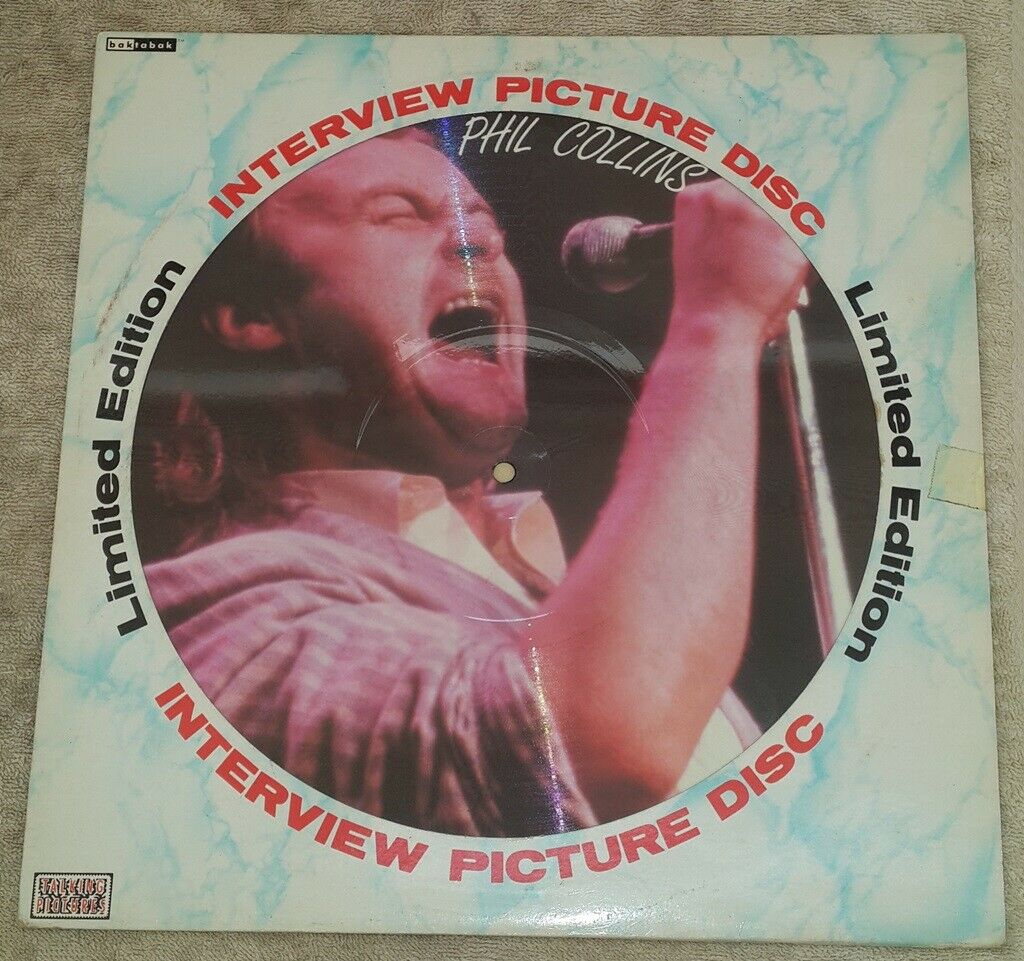 baktabak
INTERVIEW PICTURE DISC
PHIL COLLINS
Limited Edition
Limited Edition
INTERVIEW PICTURE DISC
TALKING
PICTURES